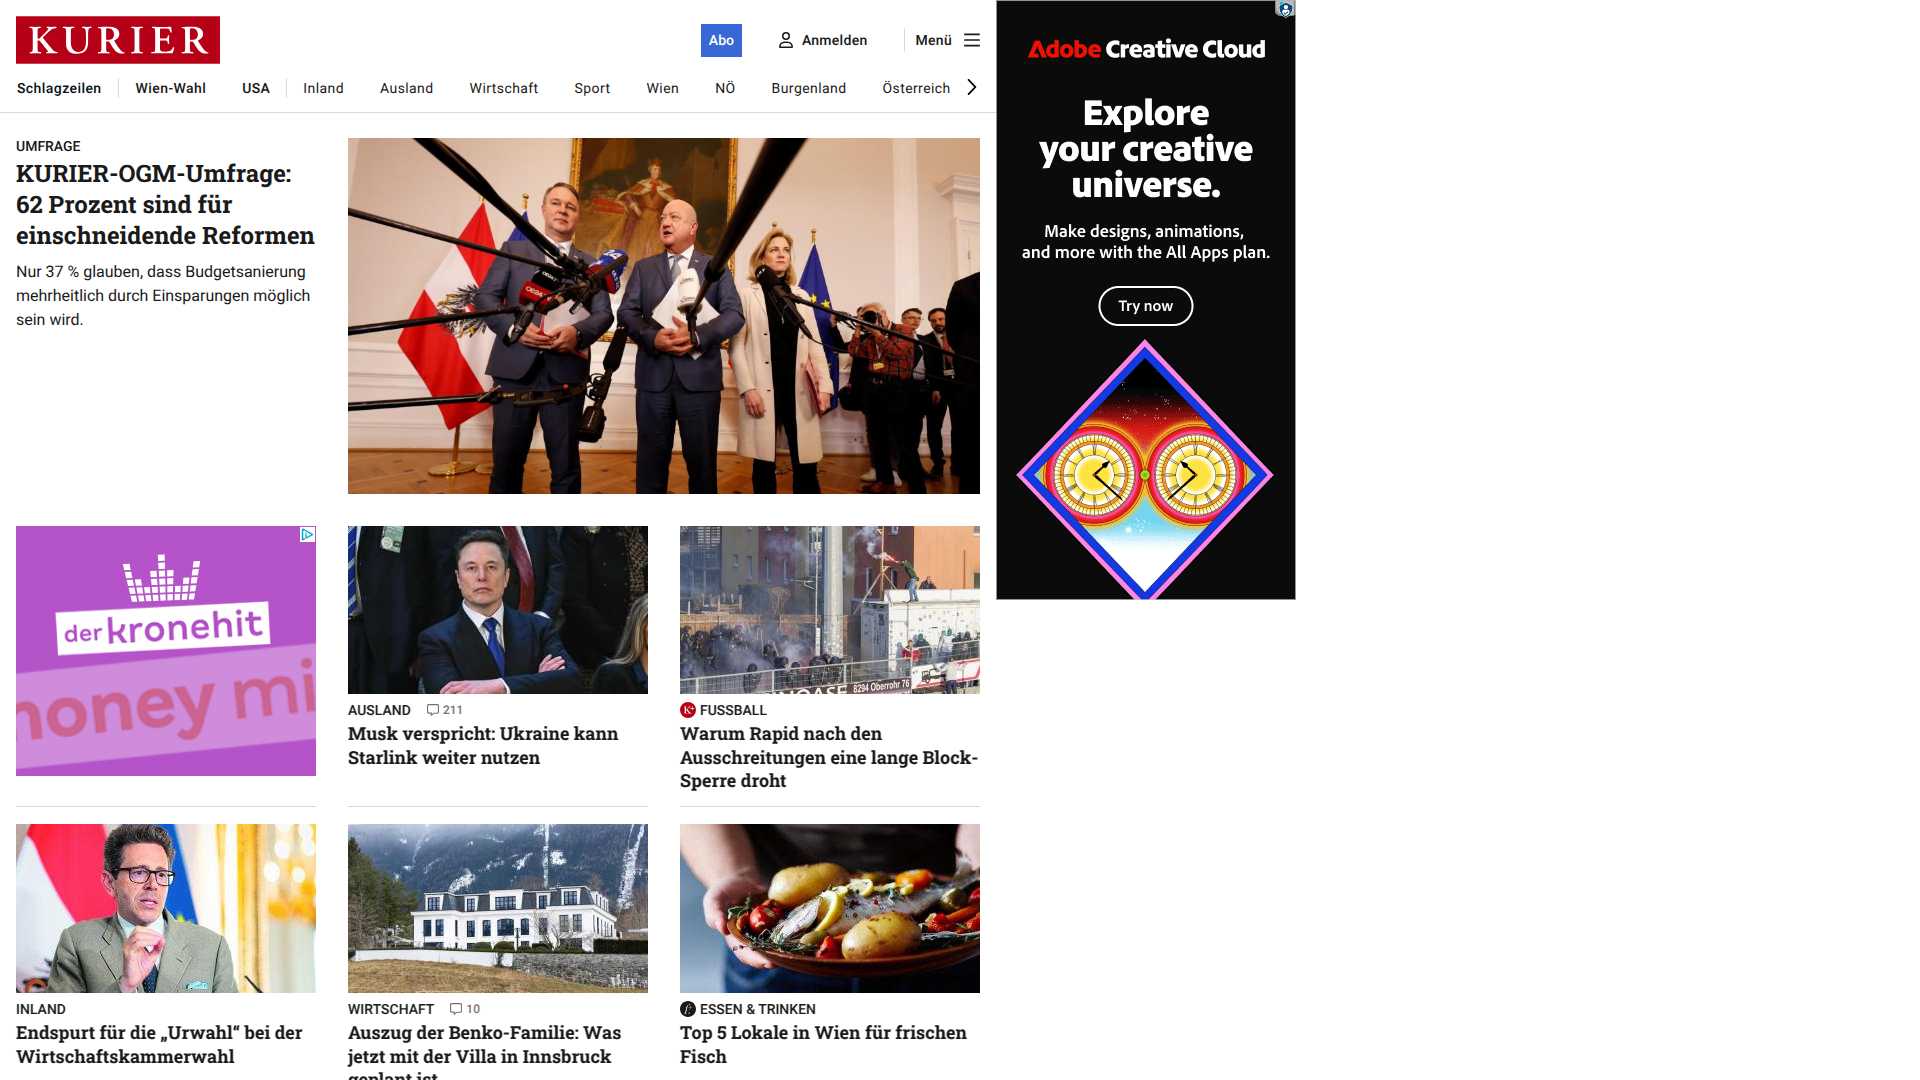 KURIER
Abo
Anmelden
Menü
Schlagzeilen
Wien-Wahl
USA
Inland
Ausland
Wirtschaft
Sport
Wien
NÖ
Burgenland
Österreich
UMFRAGE
KURIER-OGM-Umfrage:
62 Prozent sind für
einschneidende Reformen
Nur 37 % glauben, dass Budgetsanierung
mehrheitlich durch Einsparungen möglich
sein wird.
Adobe Creative Cloud
Explore
your creative
universe.
Make designs, animations,
and more with the All Apps plan.
Try now
der kronehit
money mi
AUSLAND 211
Musk verspricht: Ukraine kann
Starlink weiter nutzen
8294 Oberrohr 76
K+ FUSSBALL
Warum Rapid nach den
Ausschreitungen eine lange Block-
Sperre droht
INLAND
Endspurt für die „Urwahl“ bei der
Wirtschaftskammerwahl
WIRTSCHAFT 10
Auszug der Benko-Familie: Was
jetzt mit der Villa in Innsbruck
geplant ist
ESSEN & TRINKEN
Top 5 Lokale in Wien für frischen
Fisch